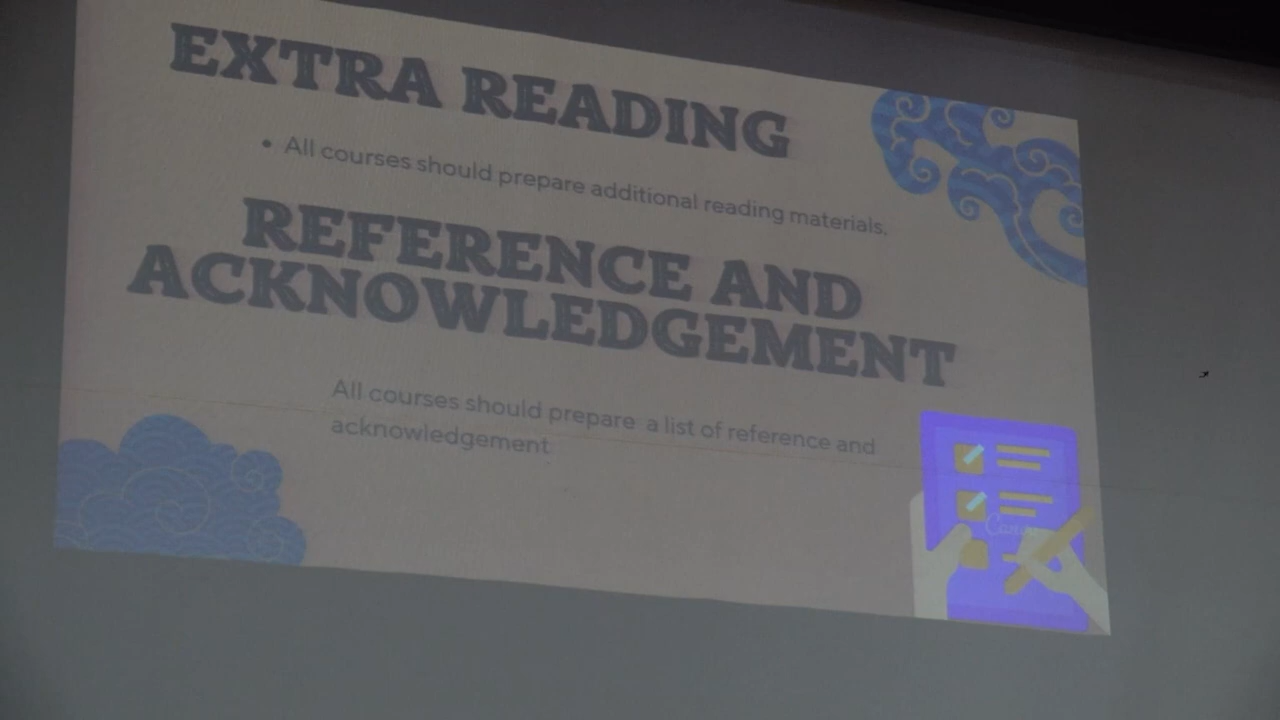 EXTRA READING
• All courses should prepare additional reading materials.
REFERENCE AND
ACKNOWLEDGEMENT
All courses should prepare a list of reference and
acknowledgement
Canva